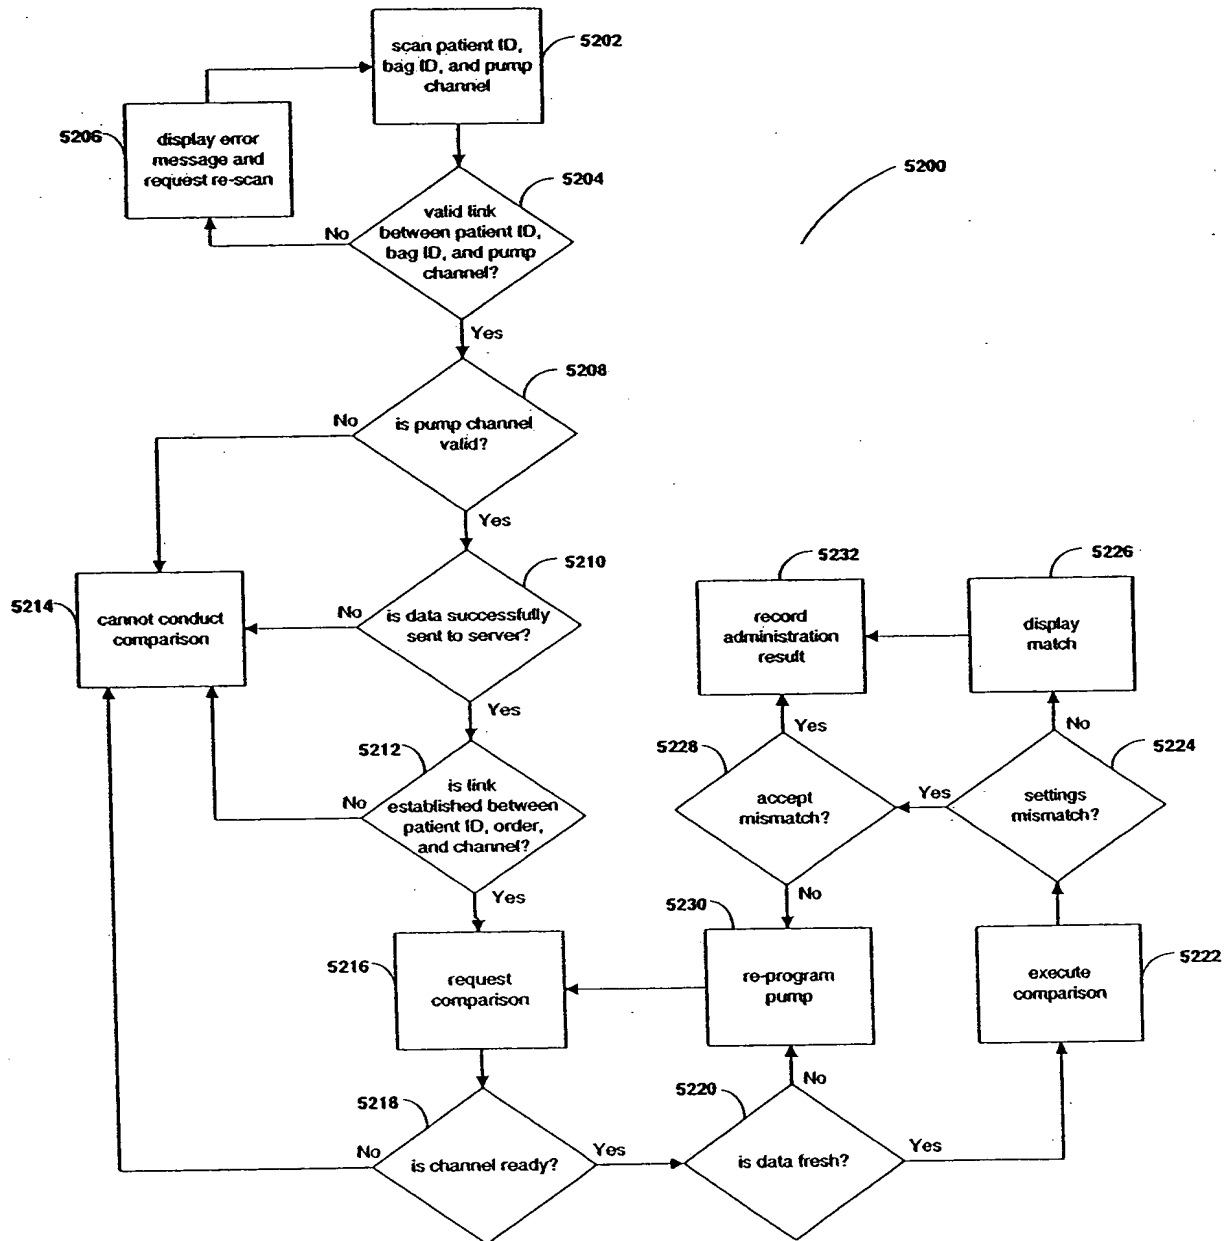 scan patient ID,
bag ID, and pump
channel
5202
5206
display error
message and
request re-scan
5204
5200
valid link
between patient ID,
bag ID, and pump
channel?
No
Yes
5208
No
is pump channel
valid?
Yes
5210
5232
5226
5214
cannot conduct
comparison
No
is data successfully
sent to server?
record
administration
result
display
match
Yes
5212
No
is link
established between
patient ID, order,
and channel?
Yes
5228
Yes
accept
mismatch?
No
No
5224
Yes
settings
mismatch?
5216
request
comparison
5230
re-program
pump
execute
comparison
5222
5218
No
is channel ready?
Yes
5220
No
is data fresh?
Yes